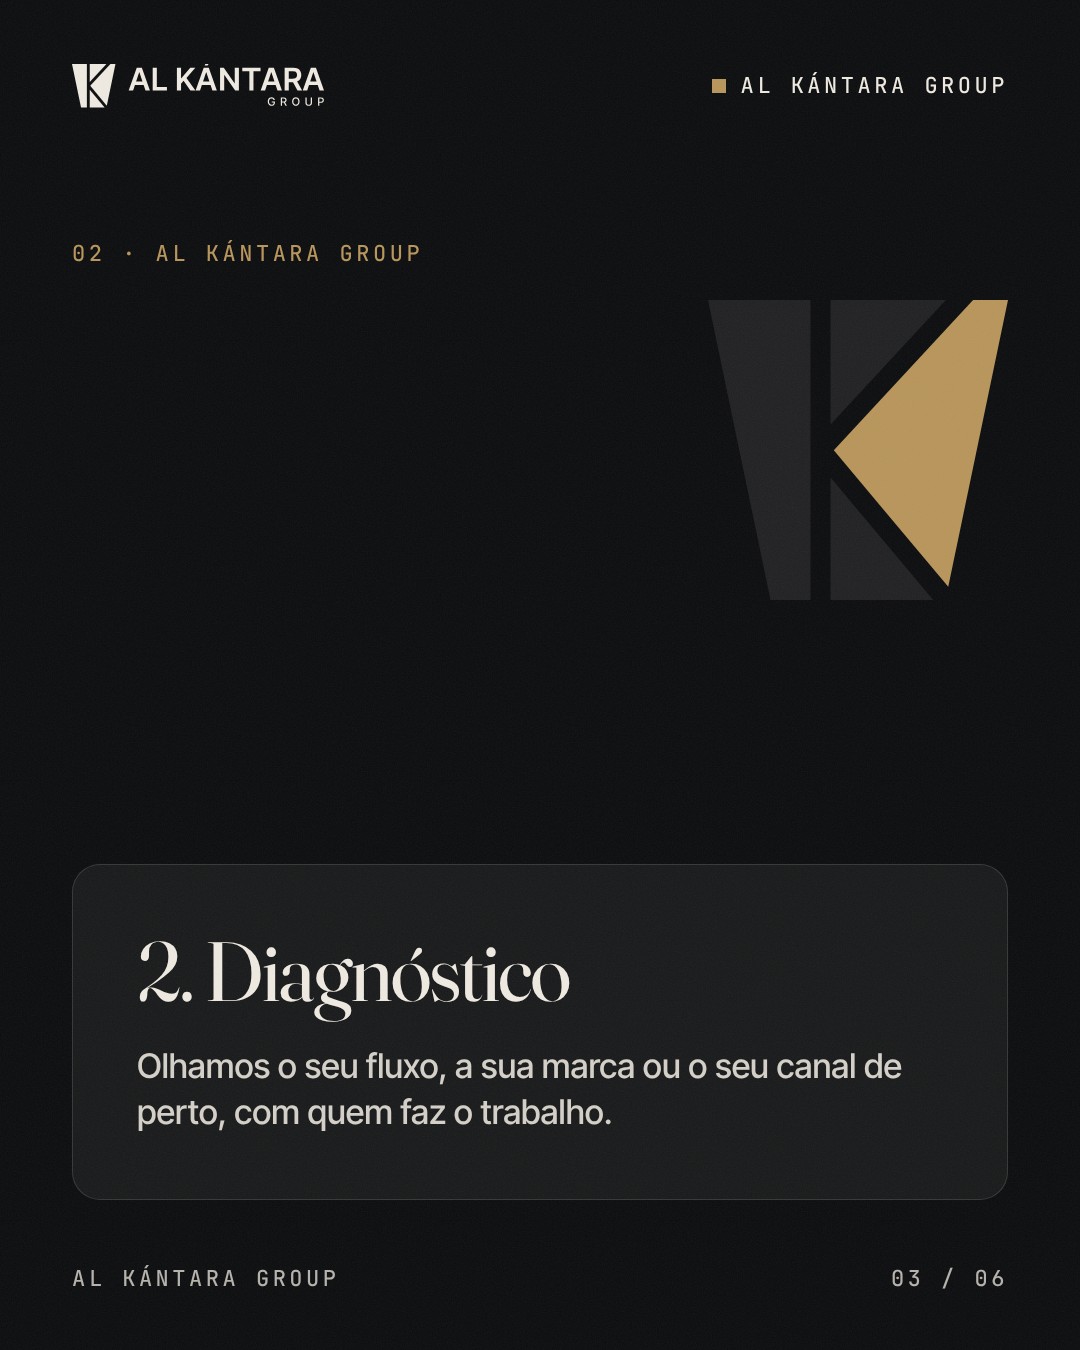 AL KÁNTARA
GROUP
AL KÁNTARA GROUP
02 · AL KÁNTARA GROUP
2. Diagnóstico
Olhamos o seu fluxo, a sua marca ou o seu canal de
perto, com quem faz o trabalho.
AL KÁNTARA GROUP
03 / 06